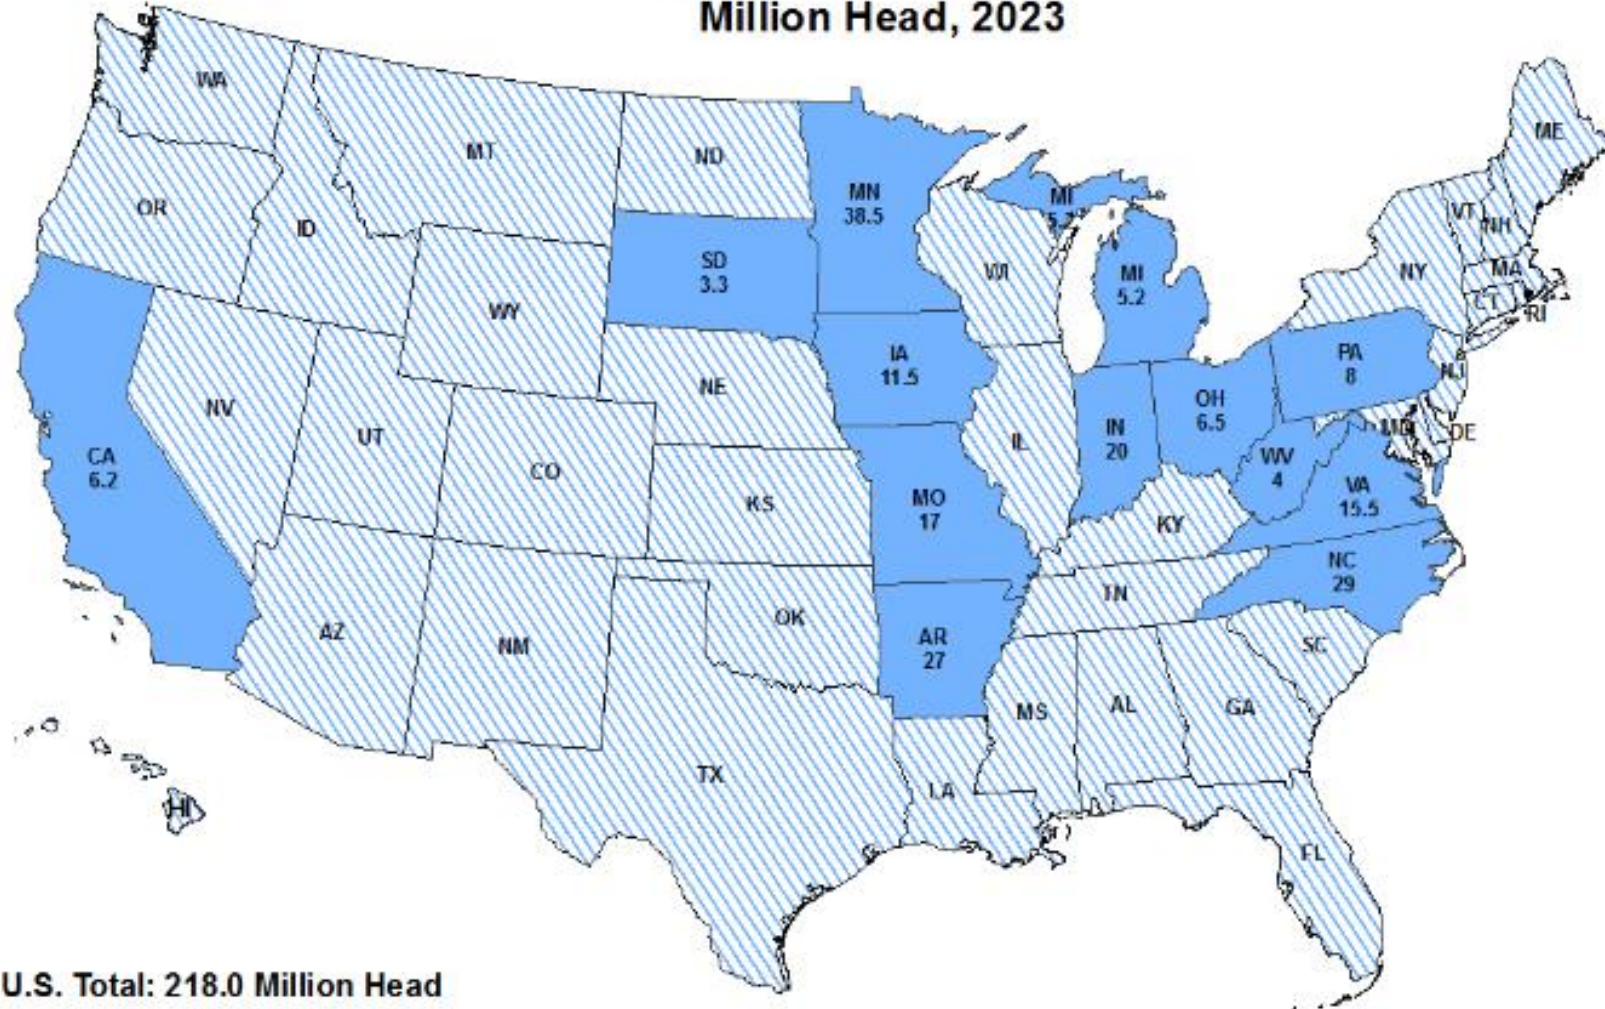 Million Head, 2023
WA
MT
ND
MN
38.5
ME
OR
ID
MI
VT
NH
SD
3.3
WI
MI
5.2
NY
MA
CT
RI
WY
IA
11.5
PA
8
NJ
NV
NE
OH
6.5
DE
UT
IL
IN
20
MD
CA
6.2
CO
KS
MO
17
WV
4
VA
15.5
KY
NC
29
AZ
NM
OK
TN
AR
27
SC
MS
AL
GA
TX
LA
HI
FL
U.S. Total: 218.0 Million Head